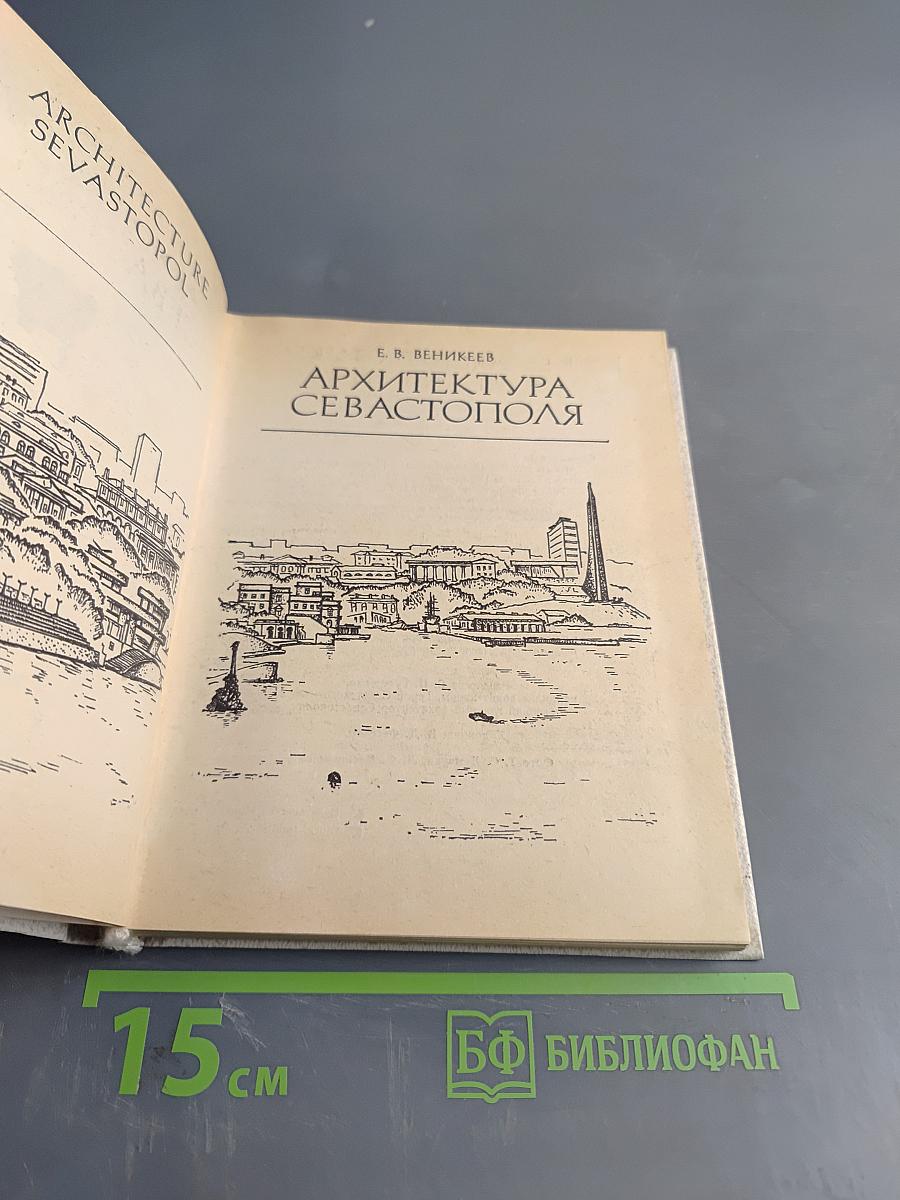 ARCHITECTURE
SEVASTOPOL
Е. В. ВЕНИКЕЕВ
АРХИТЕКТУРА
СЕВАСТОПОЛЯ
15 см
БФ БИБЛИОФАН